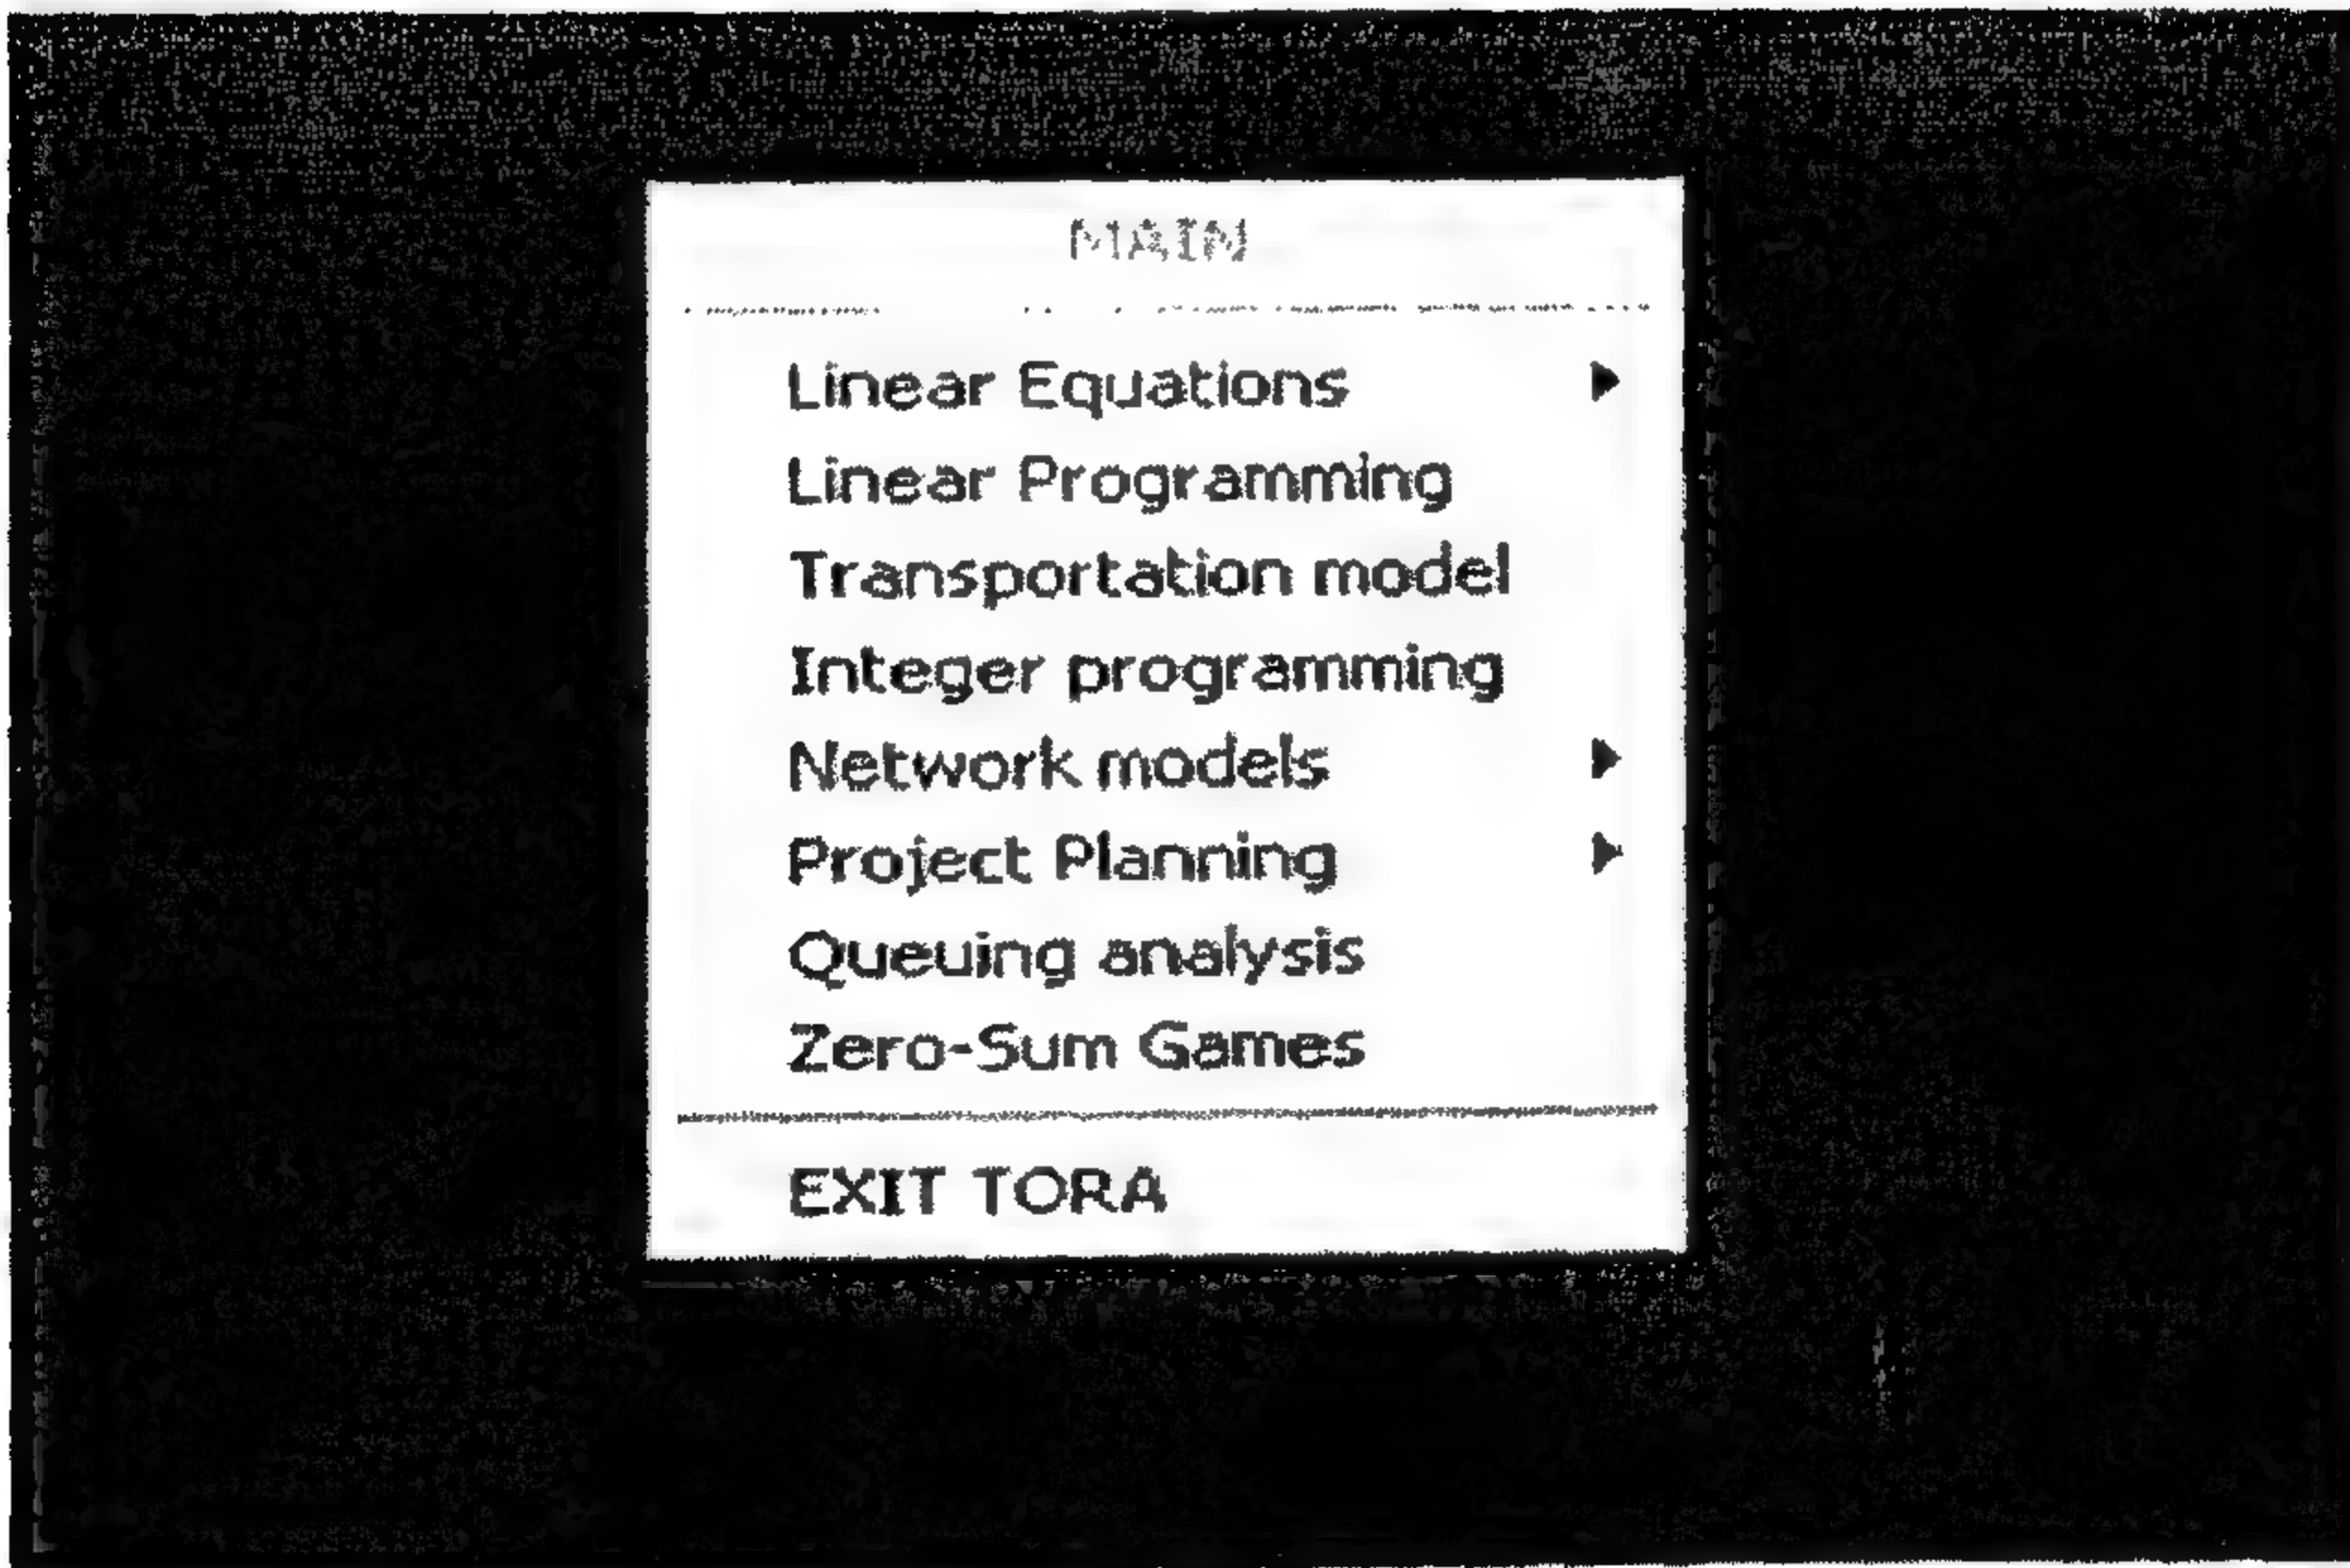 MAIN
Linear Equations
Linear Programming
Transportation model
Integer programming
Network models
Project Planning
Queuing analysis
Zero-Sum Games
EXIT TORA